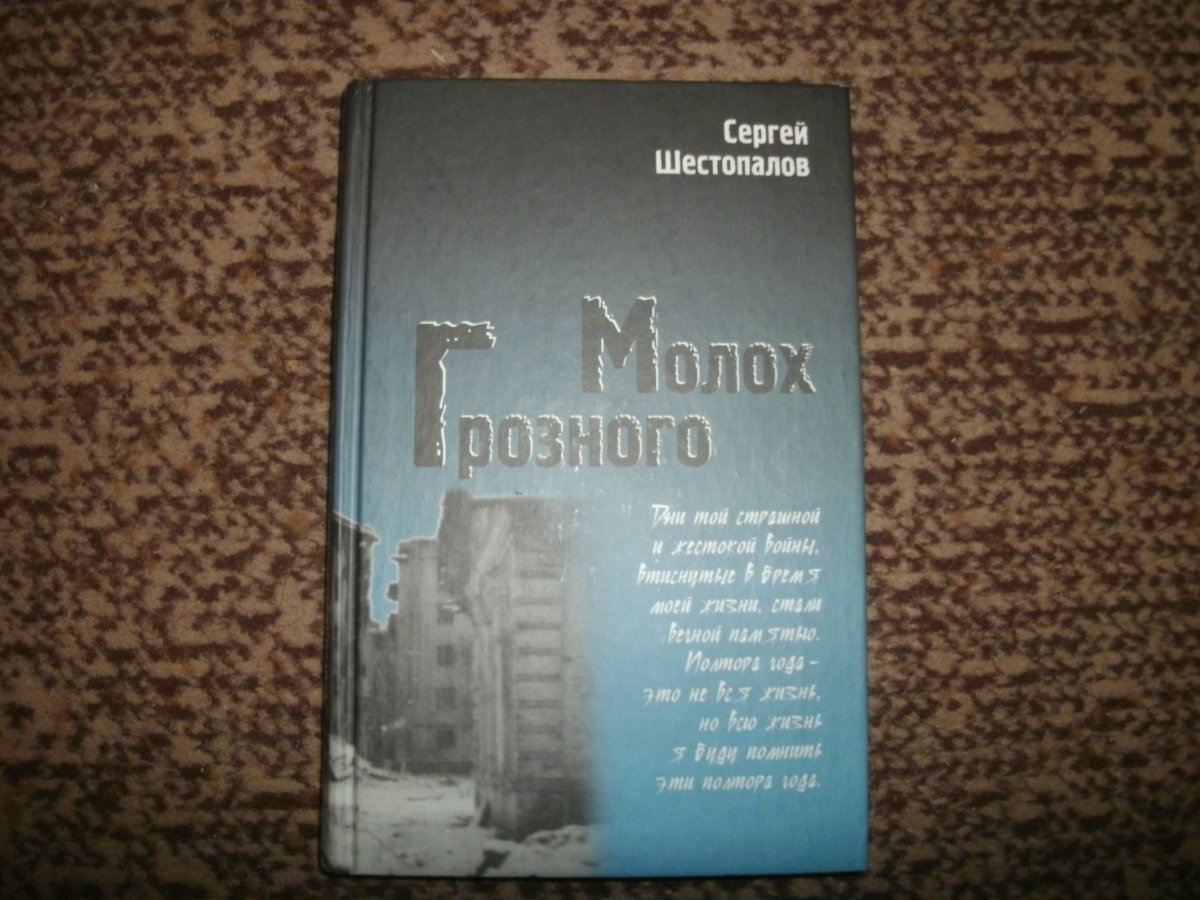 Сергей
Шестопалов
Молох
Грозного
Дни той страшной
и жестокой войны,
втиснутые в время
моей жизни, стали
вечной памятью.
Полтора года –
это не вся жизнь,
но всю жизнь
я буду помнить
эти полтора года.